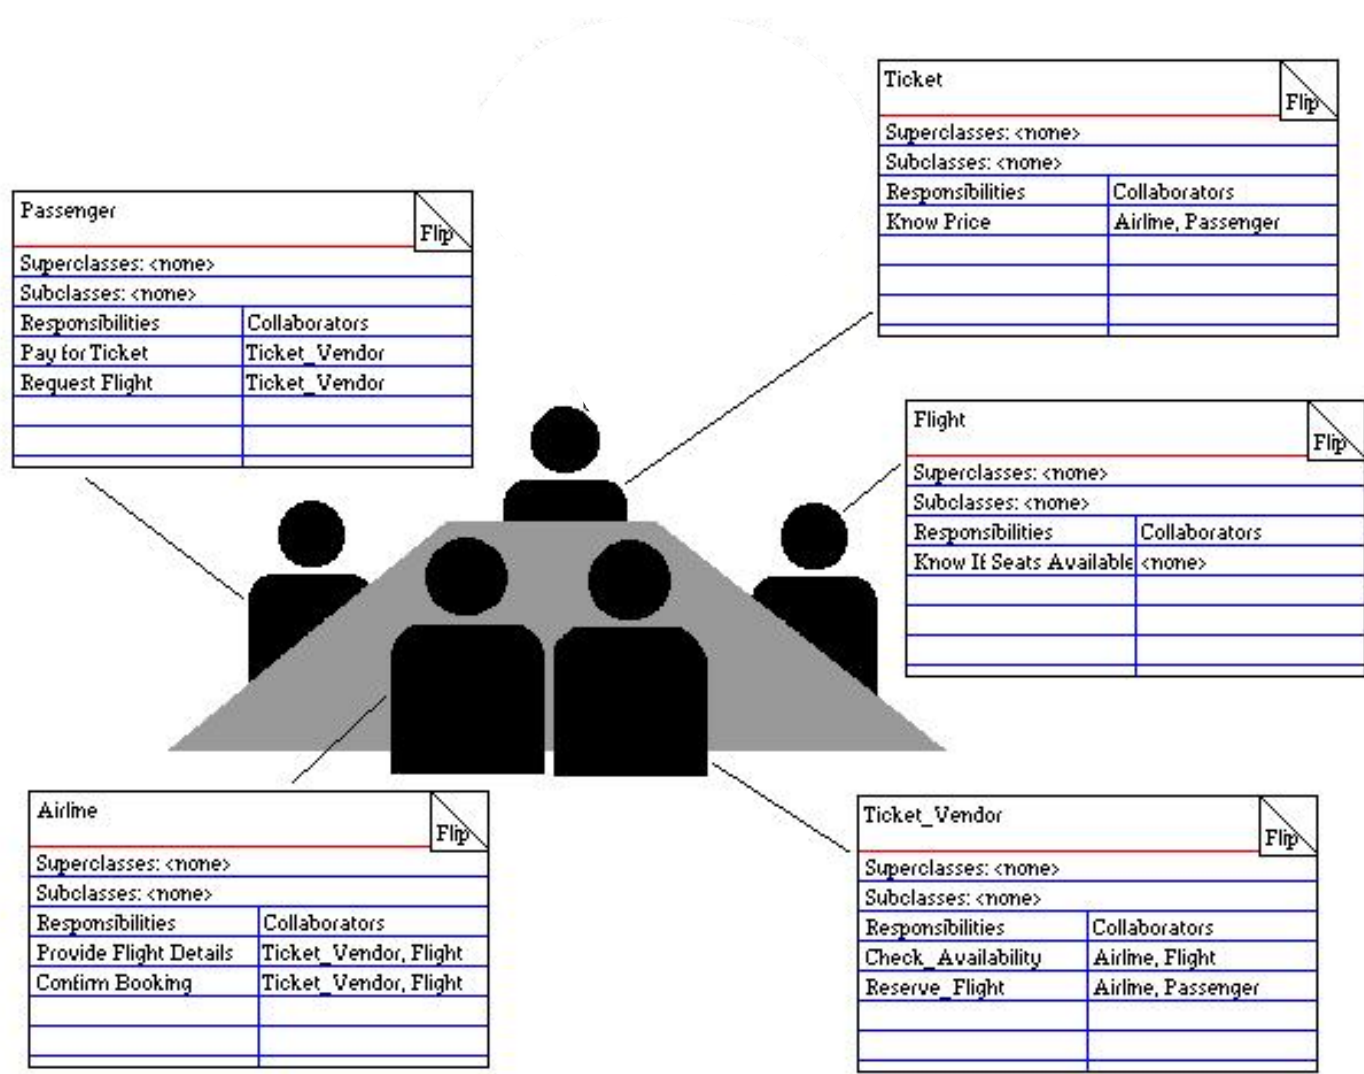 Ticket
Flip
Superclasses: <none>
Subclasses: <none>
Responsibilities Collaborators
Know Price Airline, Passenger
Passenger
Flip
Superclasses: <none>
Subclasses: <none>
Responsibilities Collaborators
Pay for Ticket Ticket_Vendor
Request Flight Ticket_Vendor
Flight
Flip
Superclasses: <none>
Subclasses: <none>
Responsibilities Collaborators
Know If Seats Available <none>
Airline
Flip
Superclasses: <none>
Subclasses: <none>
Responsibilities Collaborators
Provide Flight Details Ticket_Vendor, Flight
Confirm Booking Ticket_Vendor, Flight
Ticket_Vendor
Flip
Superclasses: <none>
Subclasses: <none>
Responsibilities Collaborators
Check_Availability Airline, Flight
Reserve_Flight Airline, Passenger